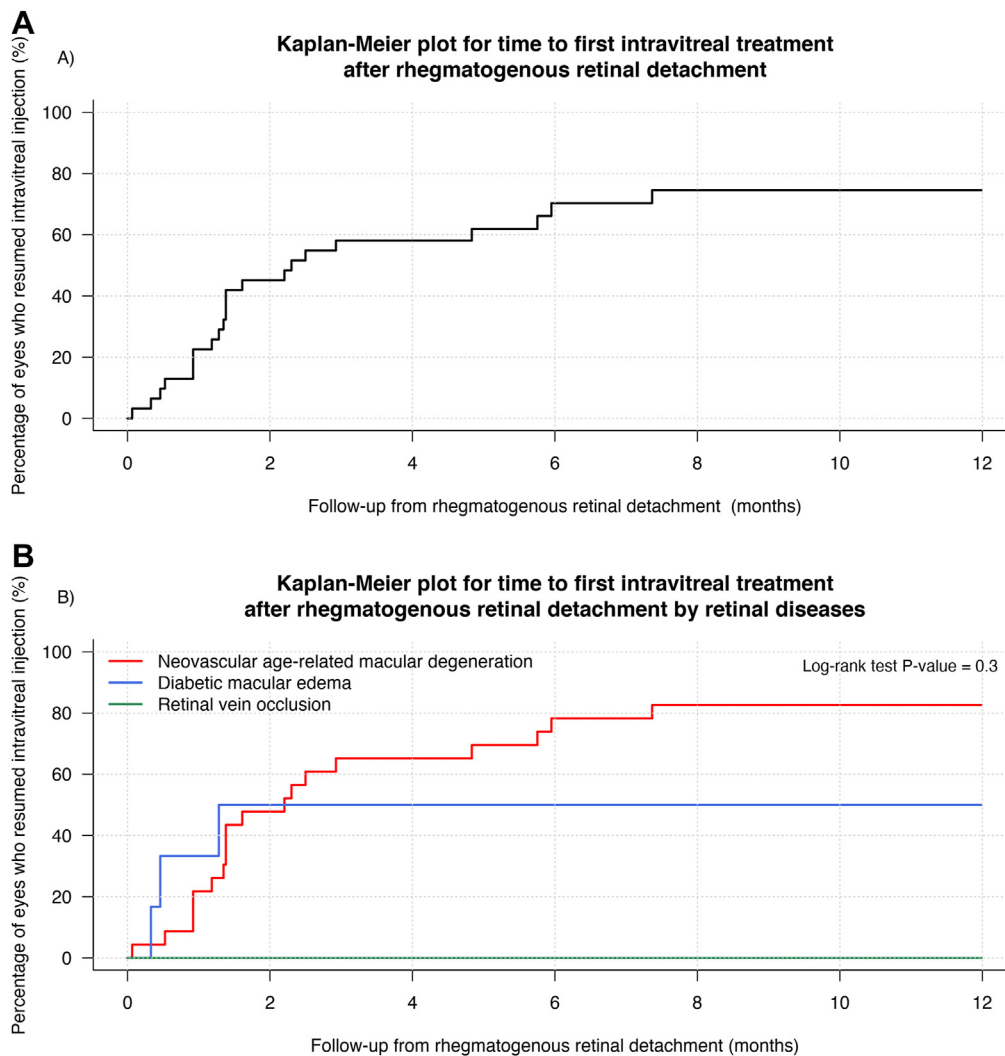 A
A)
Kaplan-Meier plot for time to first intravitreal treatment
after rhegmatogenous retinal detachment
Percentage of eyes who resumed intravitreal injection (%)
100
80
60
40
20
0
0 2 4 6 8 10 12
Follow-up from rhegmatogenous retinal detachment (months)
B
B)
Kaplan-Meier plot for time to first intravitreal treatment
after rhegmatogenous retinal detachment by retinal diseases
Percentage of eyes who resumed intravitreal injection (%)
Neovascular age-related macular degeneration
Diabetic macular edema
Retinal vein occlusion
Log-rank test P-value = 0.3
100
80
60
40
20
0
0 2 4 6 8 10 12
Follow-up from rhegmatogenous retinal detachment (months)